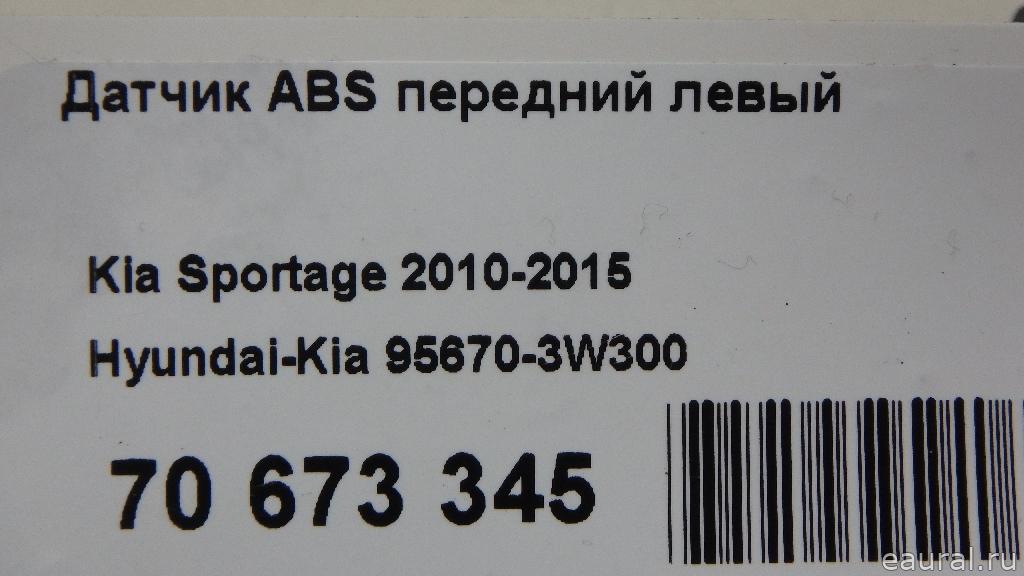 Датчик ABS передний левый
Kia Sportage 2010-2015
Hyundai-Kia 95670-3W300
70 673 345
eaural.ru